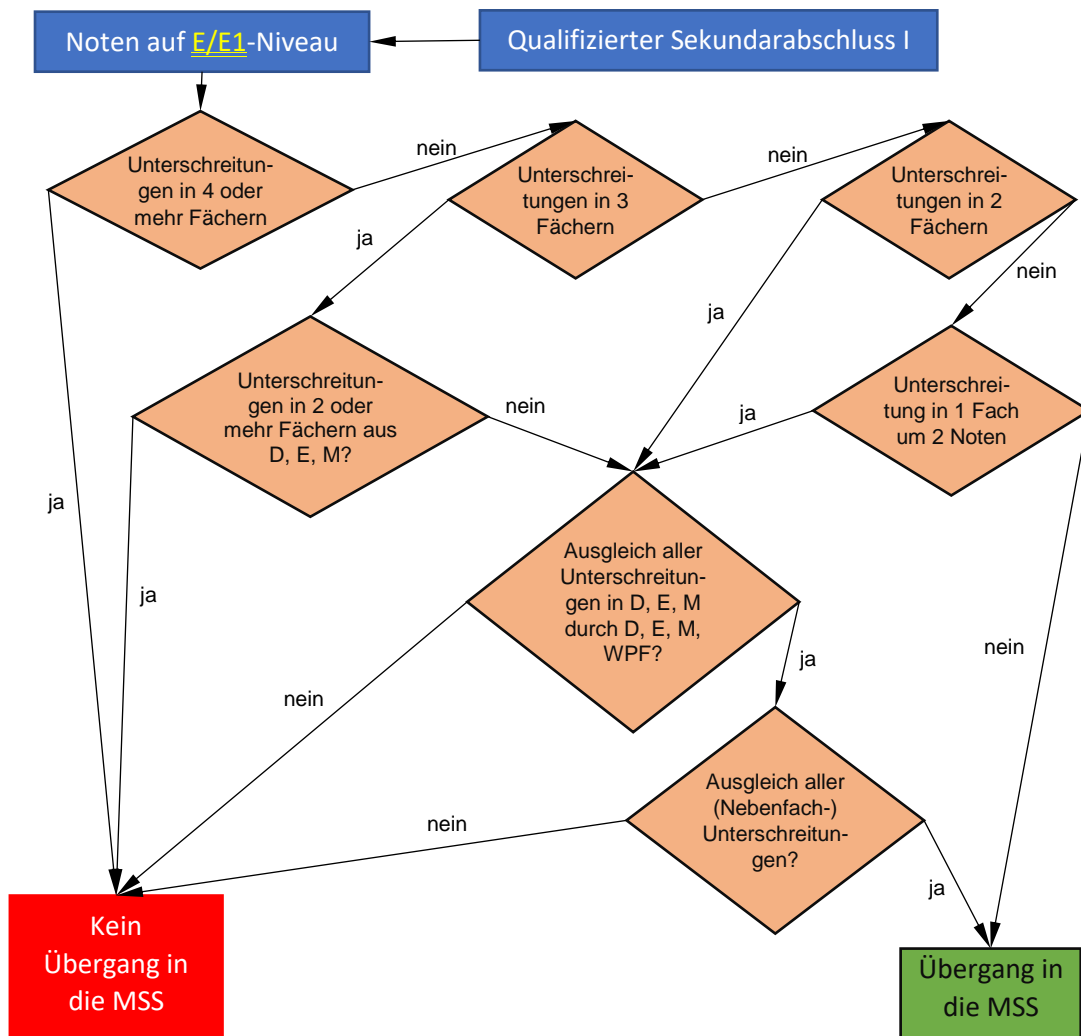 Noten auf E/E1-Niveau
Qualifizierter Sekundarabschluss I
Unterschreitun-
gen in 4 oder
mehr Fächern
nein
Unterschrei-
tungen in 3
Fächern
nein
Unterschrei-
tungen in 2
Fächern
ja
ja
nein
Unterschreitun-
gen in 2 oder
mehr Fächern aus
D, E, M?
nein
ja
Unterschrei-
tung in 1 Fach
um 2 Noten
ja
ja
Ausgleich aller
Unterschreitun-
gen in D, E, M
durch D, E, M,
WPF?
nein
ja
nein
Ausgleich aller
(Nebenfach-)
Unterschreitun-
gen?
nein
ja
Kein
Übergang in
die MSS
Übergang in
die MSS